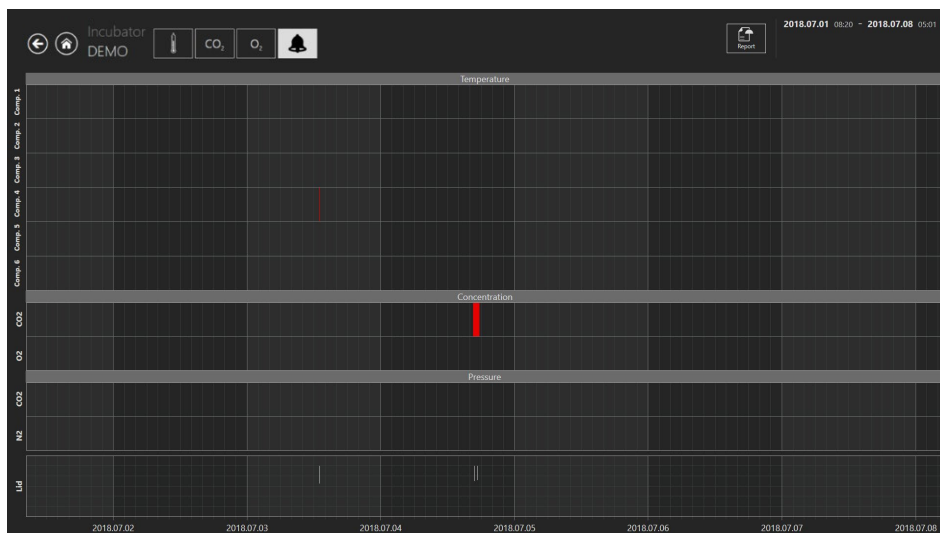 Incubator
DEMO
CO₂
O₂
Report
2018.07.01 08:20 - 2018.07.08 05:01
Temperature
Comp. 1
Comp. 2
Comp. 3
Comp. 4
Comp. 5
Comp. 6
Concentration
CO2
O2
Pressure
CO2
N2
Lid
2018.07.02 2018.07.03 2018.07.04 2018.07.05 2018.07.06 2018.07.07 2018.07.08